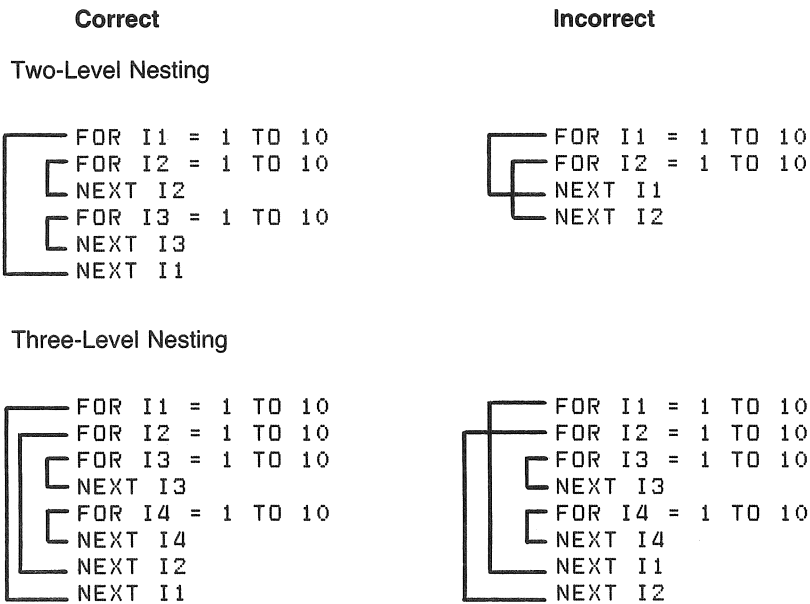 Correct
Incorrect
Two-Level Nesting
FOR I1 = 1 TO 10
FOR I2 = 1 TO 10
NEXT I2
FOR I3 = 1 TO 10
NEXT I3
NEXT I1
FOR I1 = 1 TO 10
FOR I2 = 1 TO 10
NEXT I1
NEXT I2
Three-Level Nesting
FOR I1 = 1 TO 10
FOR I2 = 1 TO 10
FOR I3 = 1 TO 10
NEXT I3
FOR I4 = 1 TO 10
NEXT I4
NEXT I2
NEXT I1
FOR I1 = 1 TO 10
FOR I2 = 1 TO 10
FOR I3 = 1 TO 10
NEXT I3
FOR I4 = 1 TO 10
NEXT I4
NEXT I1
NEXT I2